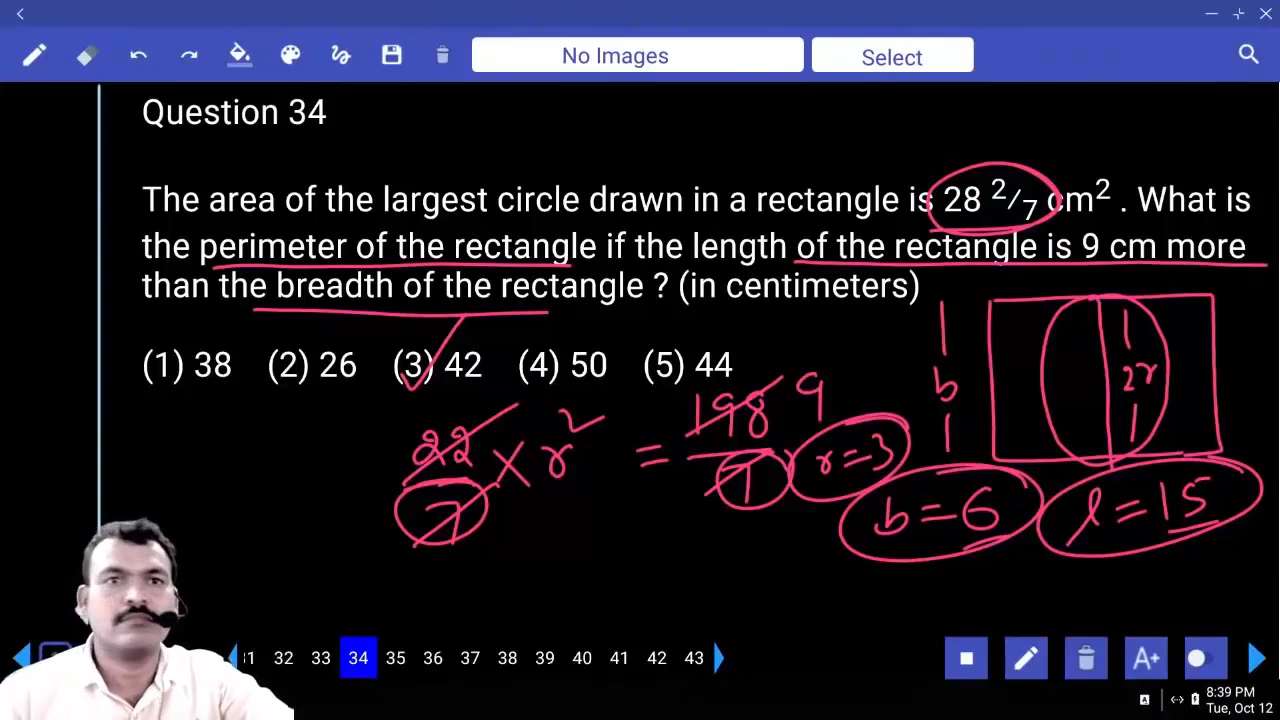 No Images
Select
Question 34
The area of the largest circle drawn in a rectangle is 28 2/7 cm² . What is
the perimeter of the rectangle if the length of the rectangle is 9 cm more
than the breadth of the rectangle ? (in centimeters)
(1) 38 (2) 26 (3) 42 (4) 50 (5) 44
b 2r
22/7 × r² = 198/7 9 r=3
b=6 l=15
31 32 33 34 35 36 37 38 39 40 41 42 43
A+
A
8:39 PM
Tue, Oct 12